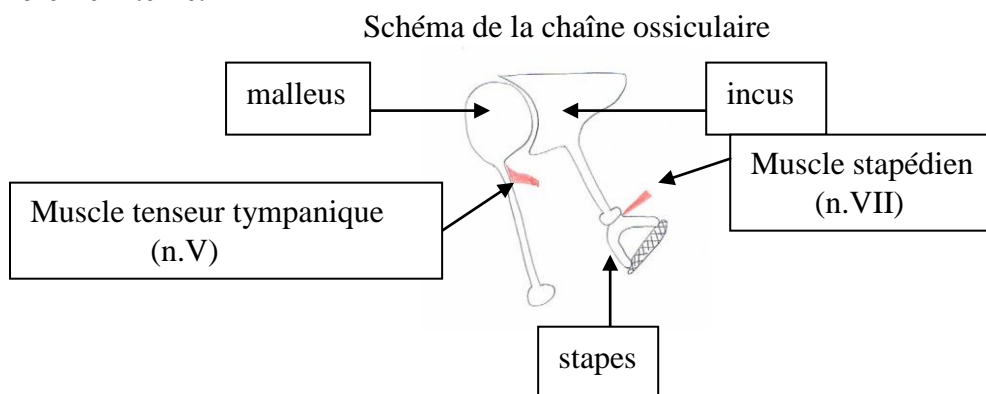 Schéma de la chaîne ossiculaire
malleus
incus
Muscle stapédien
(n.VII)
Muscle tenseur tympanique
(n.V)
stapes